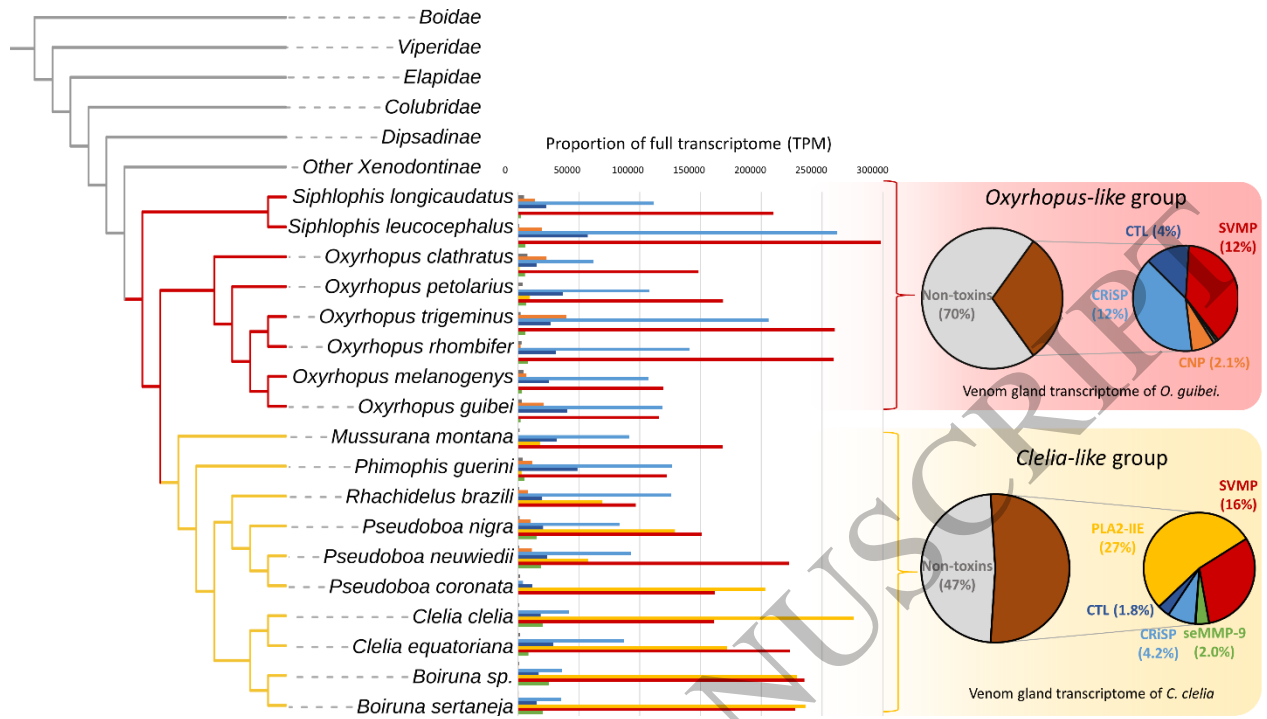 Boidae
Viperidae
Elapidae
Colubridae
Dipsadinae
Other Xenodontinae
Proportion of full transcriptome (TPM)
0 50000 100000 150000 200000 250000 300000
Siphlophis longicaudatus
Siphlophis leucocephalus
Oxyrhopus clathratus
Oxyrhopus petolarius
Oxyrhopus trigeminus
Oxyrhopus rhombifer
Oxyrhopus melanogenys
Oxyrhopus guibei
Mussurana montana
Phimophis guerini
Rhachidelus brazili
Pseudoboa nigra
Pseudoboa neuwiedii
Pseudoboa coronata
Clelia clelia
Clelia equatoriana
Boiruna sp.
Boiruna sertaneja
Oxyrhopus-like group
Non-toxins
(70%)
CTL (4%)
SVMP
(12%)
CRiSP
(12%)
CNP (2.1%)
Venom gland transcriptome of O. guibei.
Clelia-like group
Non-toxins
(47%)
SVMP
(16%)
PLA2-IIE
(27%)
CTL (1.8%)
CRiSP
(4.2%)
seMMP-9
(2.0%)
Venom gland transcriptome of C. clelia
NUSCRIPT